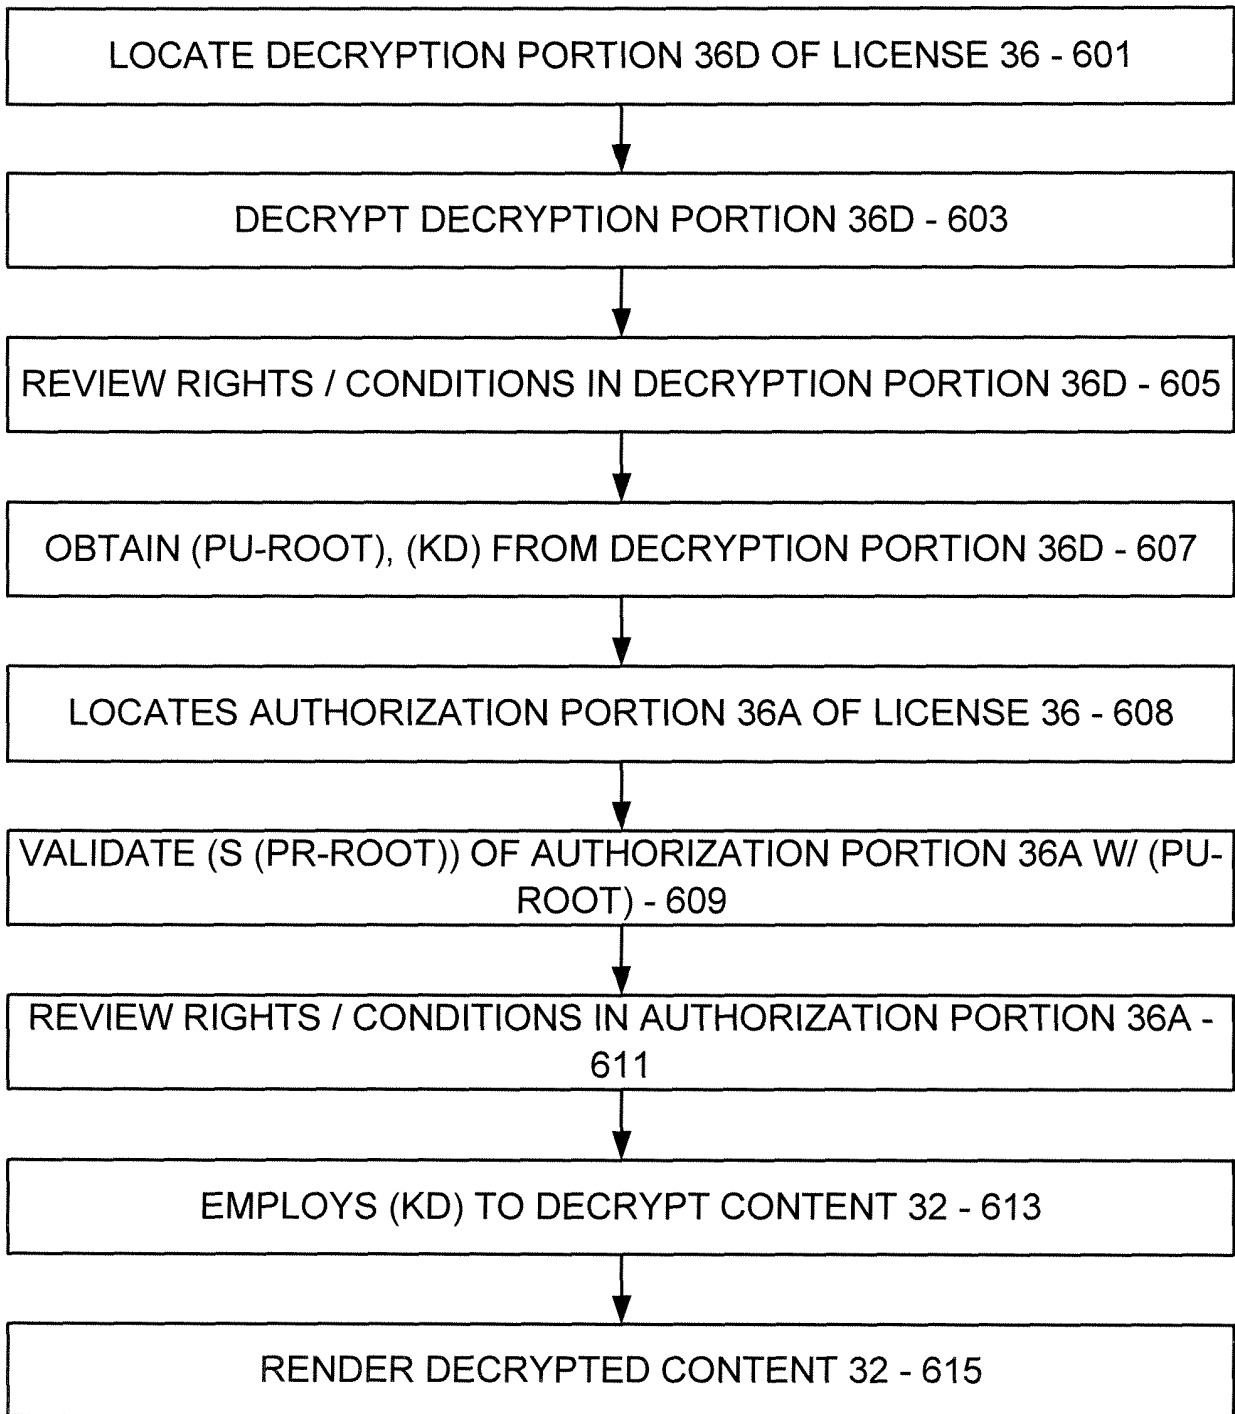 LOCATE DECRYPTION PORTION 36D OF LICENSE 36 - 601
DECRYPT DECRYPTION PORTION 36D - 603
REVIEW RIGHTS / CONDITIONS IN DECRYPTION PORTION 36D - 605
OBTAIN (PU-ROOT), (KD) FROM DECRYPTION PORTION 36D - 607
LOCATES AUTHORIZATION PORTION 36A OF LICENSE 36 - 608
VALIDATE (S (PR-ROOT)) OF AUTHORIZATION PORTION 36A W/ (PU-
ROOT) - 609
REVIEW RIGHTS / CONDITIONS IN AUTHORIZATION PORTION 36A -
611
EMPLOYS (KD) TO DECRYPT CONTENT 32 - 613
RENDER DECRYPTED CONTENT 32 - 615